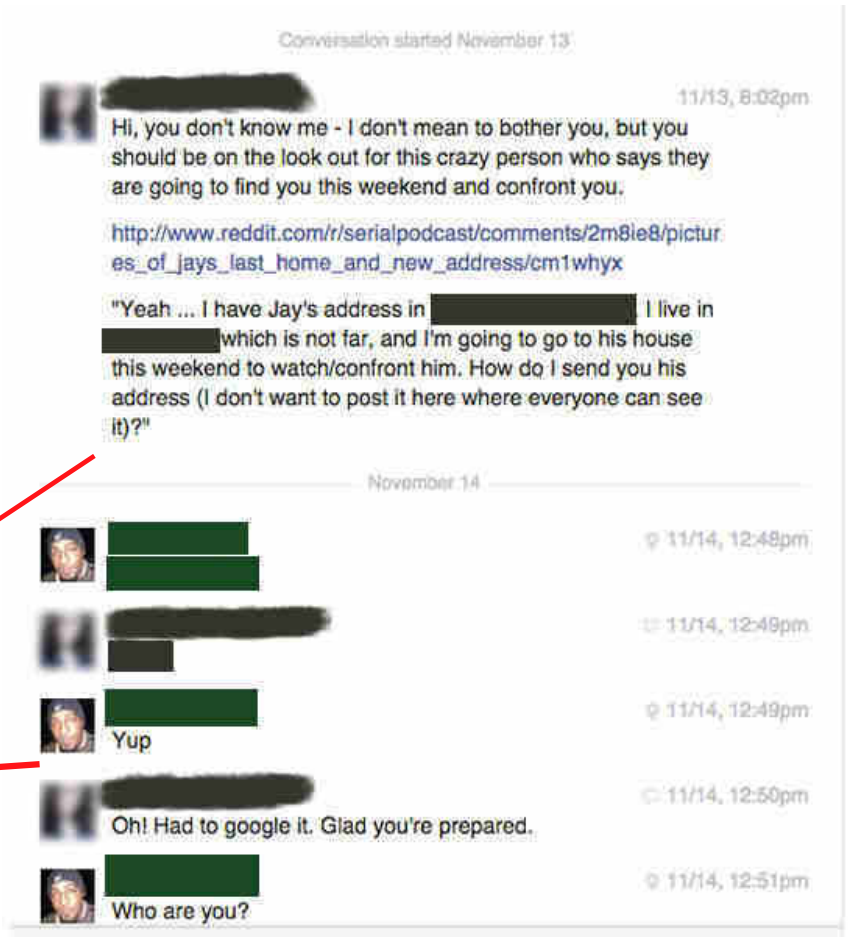 Conversation started November 13
11/13, 8:02pm
Hi, you don't know me - I don't mean to bother you, but you
should be on the look out for this crazy person who says they
are going to find you this weekend and confront you.
http://www.reddit.com/r/serialpodcast/comments/2m8ie8/pictur
es_of_jays_last_home_and_new_address/cm1whyx
"Yeah ... I have Jay's address in I live in
which is not far, and I'm going to go to his house
this weekend to watch/confront him. How do I send you his
address (I don't want to post it here where everyone can see
it)?"
November 14
11/14, 12:48pm
11/14, 12:49pm
11/14, 12:49pm
Yup
11/14, 12:50pm
Oh! Had to google it. Glad you're prepared.
11/14, 12:51pm
Who are you?